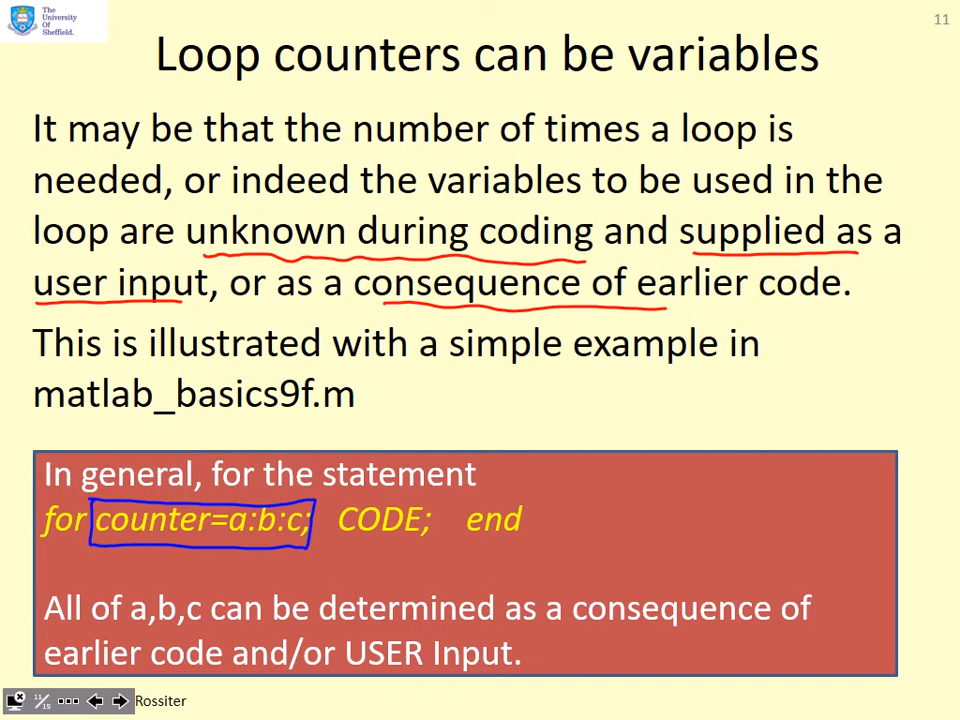 The
University
Of
Sheffield.
11
Loop counters can be variables
It may be that the number of times a loop is
needed, or indeed the variables to be used in the
loop are unknown during coding and supplied as a
user input, or as a consequence of earlier code.
This is illustrated with a simple example in
matlab_basics9f.m
In general, for the statement
for counter=a:b:c; CODE; end
All of a,b,c can be determined as a consequence of
earlier code and/or USER Input.
11/15
Rossiter